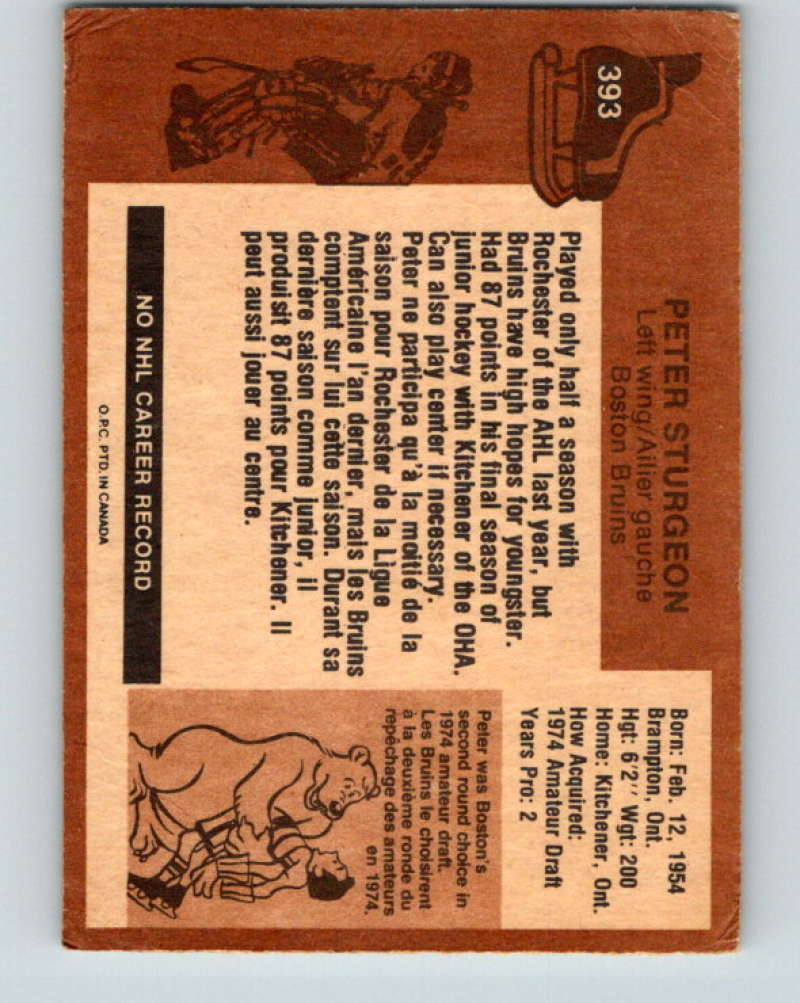 393
PETER STURGEON
Left wing/Ailier gauche
Boston Bruins
Born: Feb. 12, 1954
Brampton, Ont.
Hgt: 6'2'' Wgt: 200
Home: Kitchener, Ont.
How Acquired:
1974 Amateur Draft
Years Pro: 2
Played only half a season with
Rochester of the AHL last year, but
Bruins have high hopes for youngster.
Had 87 points in his final season of
junior hockey with Kitchener of the OHA.
Can also play center if necessary.
Peter ne participa qu'à la moitié de la
saison pour Rochester de la Ligue
Américaine l'an dernier, mais les Bruins
comptent sur lui cette saison. Durant sa
dernière saison comme junior, il
produisit 87 points pour Kitchener. Il
peut aussi jouer au centre.
Peter was Boston's
second round choice in
1974 amateur draft.
Les Bruins le choisirent
à la deuxième ronde du
repêchage des amateurs
en 1974.
NO NHL CAREER RECORD
O.P.C. PTD. IN CANADA